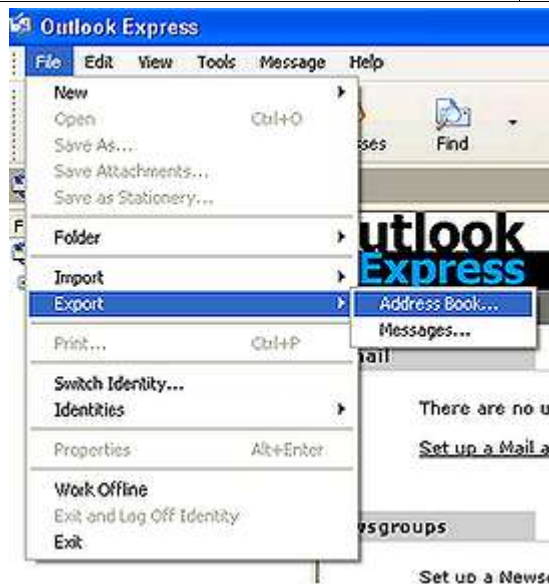 Outlook Express
File Edit View Tools Message Help
New
Open Ctrl+O
Save As...
Save Attachments...
Save as Stationery...
Find
Folder
Import
Export
Address Book...
Messages...
Print... Ctrl+P
Switch Identity...
Identities
Properties Alt+Enter
Work Offline
Exit and Log Off Identity
Exit
utlook
Express
mail
There are no u
Set up a Mail a
wsgroups
Set up a Newsg